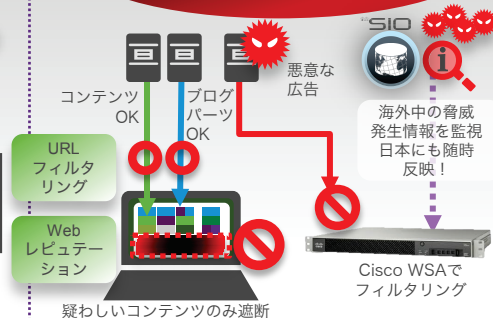 SIO
悪意な
広告
コンテンツ
OK
ブログ
パーツ
OK
海外中の脅威
発生情報を監視
日本にも随時
反映！
URL
フィルタ
リング
Web
レピュテー
ション
Cisco WSAで
フィルタリング
疑わしいコンテンツのみ遮断